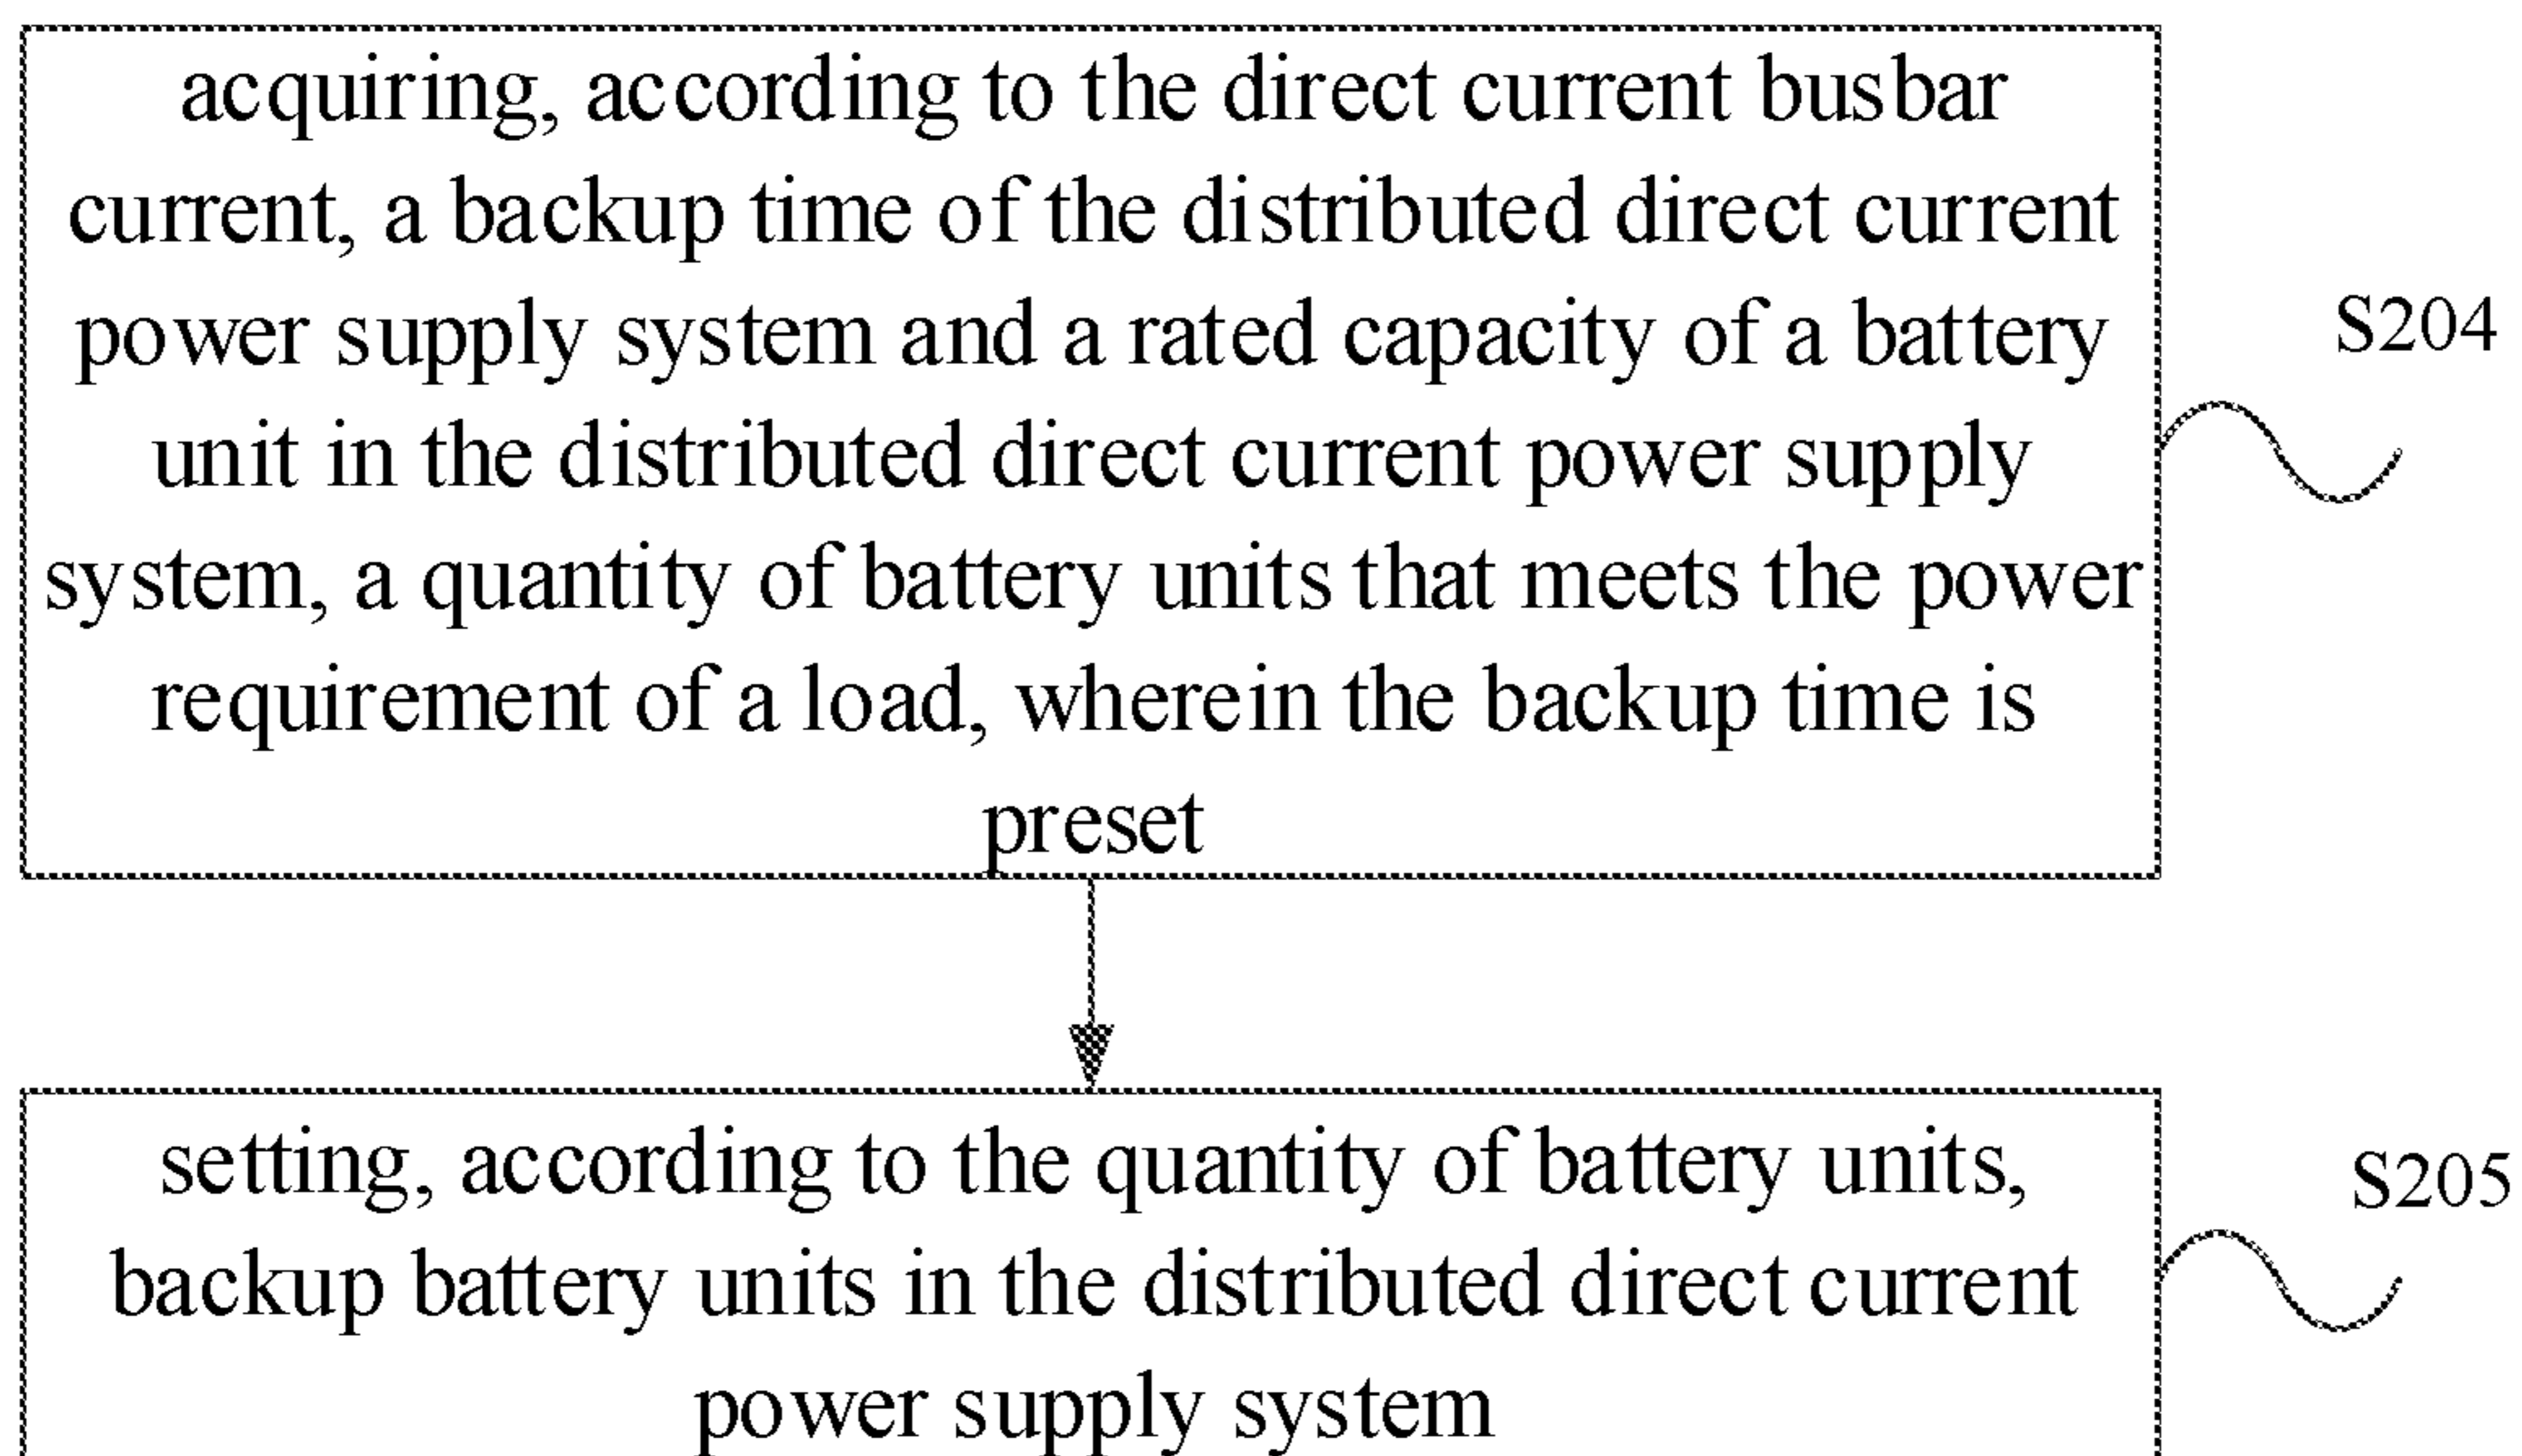 acquiring, according to the direct current busbar
current, a backup time of the distributed direct current
power supply system and a rated capacity of a battery
unit in the distributed direct current power supply
system, a quantity of battery units that meets the power
requirement of a load, wherein the backup time is
preset
S204
setting, according to the quantity of battery units,
backup battery units in the distributed direct current
power supply system
S205